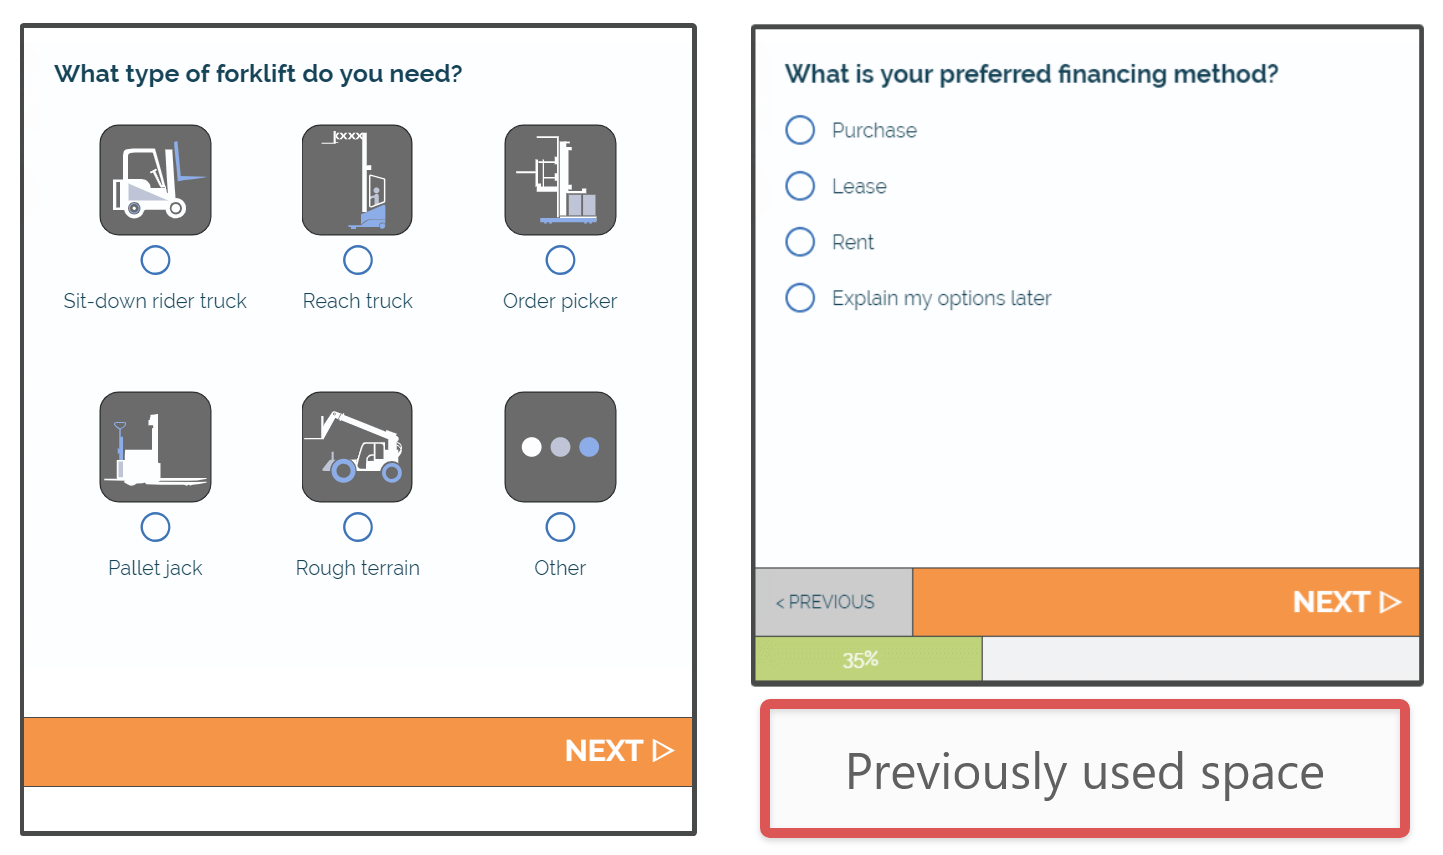 What type of forklift do you need?
Sit-down rider truck
Reach truck
Order picker
Pallet jack
Rough terrain
Other
NEXT
What is your preferred financing method?
Purchase
Lease
Rent
Explain my options later
< PREVIOUS
NEXT
35%
Previously used space